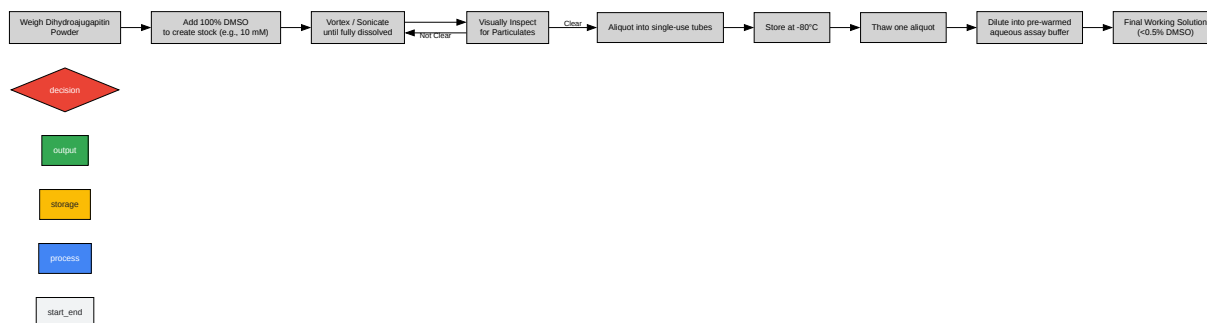 Weigh Dihydroajugapitin
Powder
Add 100% DMSO
to create stock (e.g., 10 mM)
Vortex / Sonicate
until fully dissolved
Not Clear
Visually Inspect
for Particulates
Clear
Aliquot into single-use tubes
Store at -80°C
Thaw one aliquot
Dilute into pre-warmed
aqueous assay buffer
Final Working Solution
(<0.5% DMSO)
decision
output
storage
process
start_end